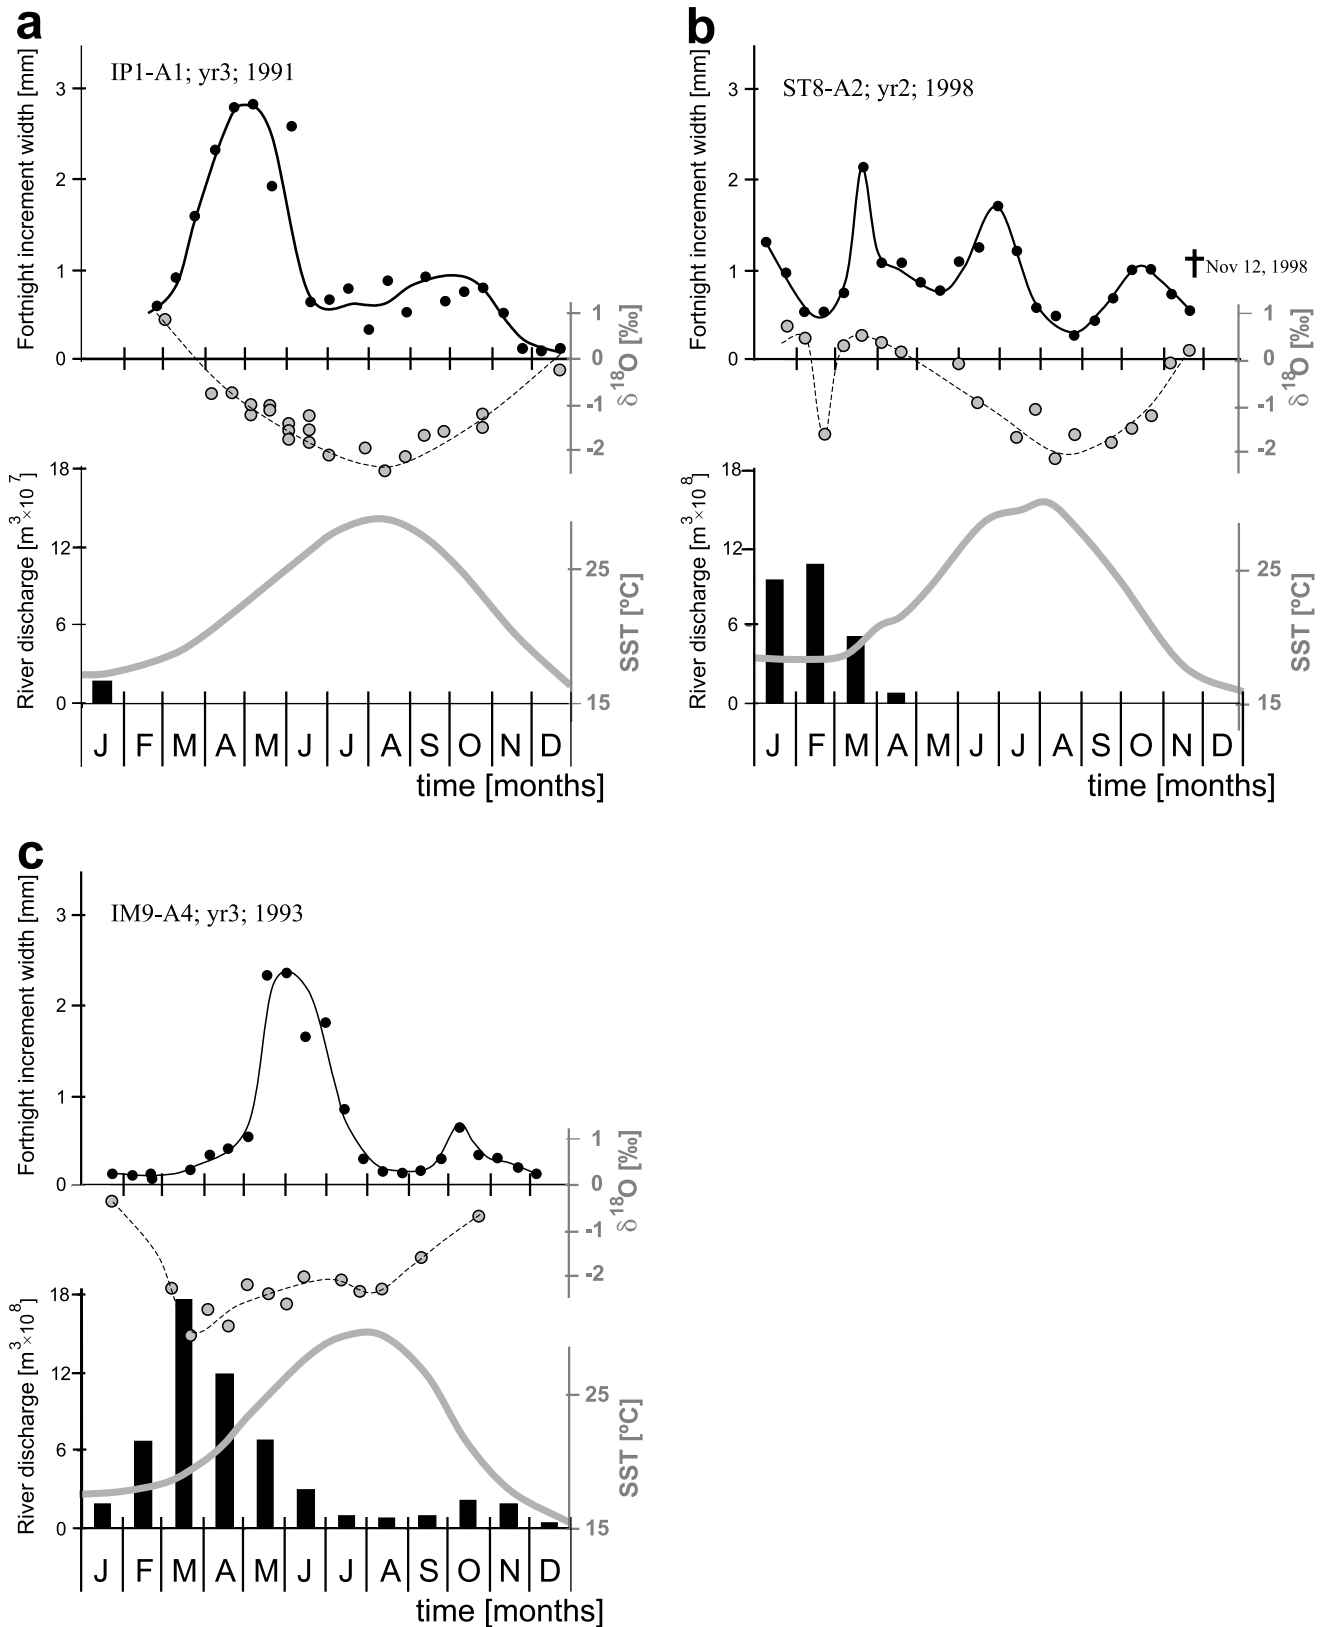 a
IP1-A1; yr3; 1991
Fortnight increment width [mm]
3
2
1
0
1
0
-1
-2
δ18O [‰]
River discharge [m3×107]
18
12
6
0
25
15
SST [ºC]
J F M A M J J A S O N D
time [months]
b
ST8-A2; yr2; 1998
Fortnight increment width [mm]
3
2
1
0
Nov 12, 1998
1
0
-1
-2
δ18O [‰]
River discharge [m3×108]
18
12
6
0
25
15
SST [ºC]
J F M A M J J A S O N D
time [months]
c
IM9-A4; yr3; 1993
Fortnight increment width [mm]
3
2
1
0
1
0
-1
-2
δ18O [‰]
River discharge [m3×108]
18
12
6
0
25
15
SST [ºC]
J F M A M J J A S O N D
time [months]